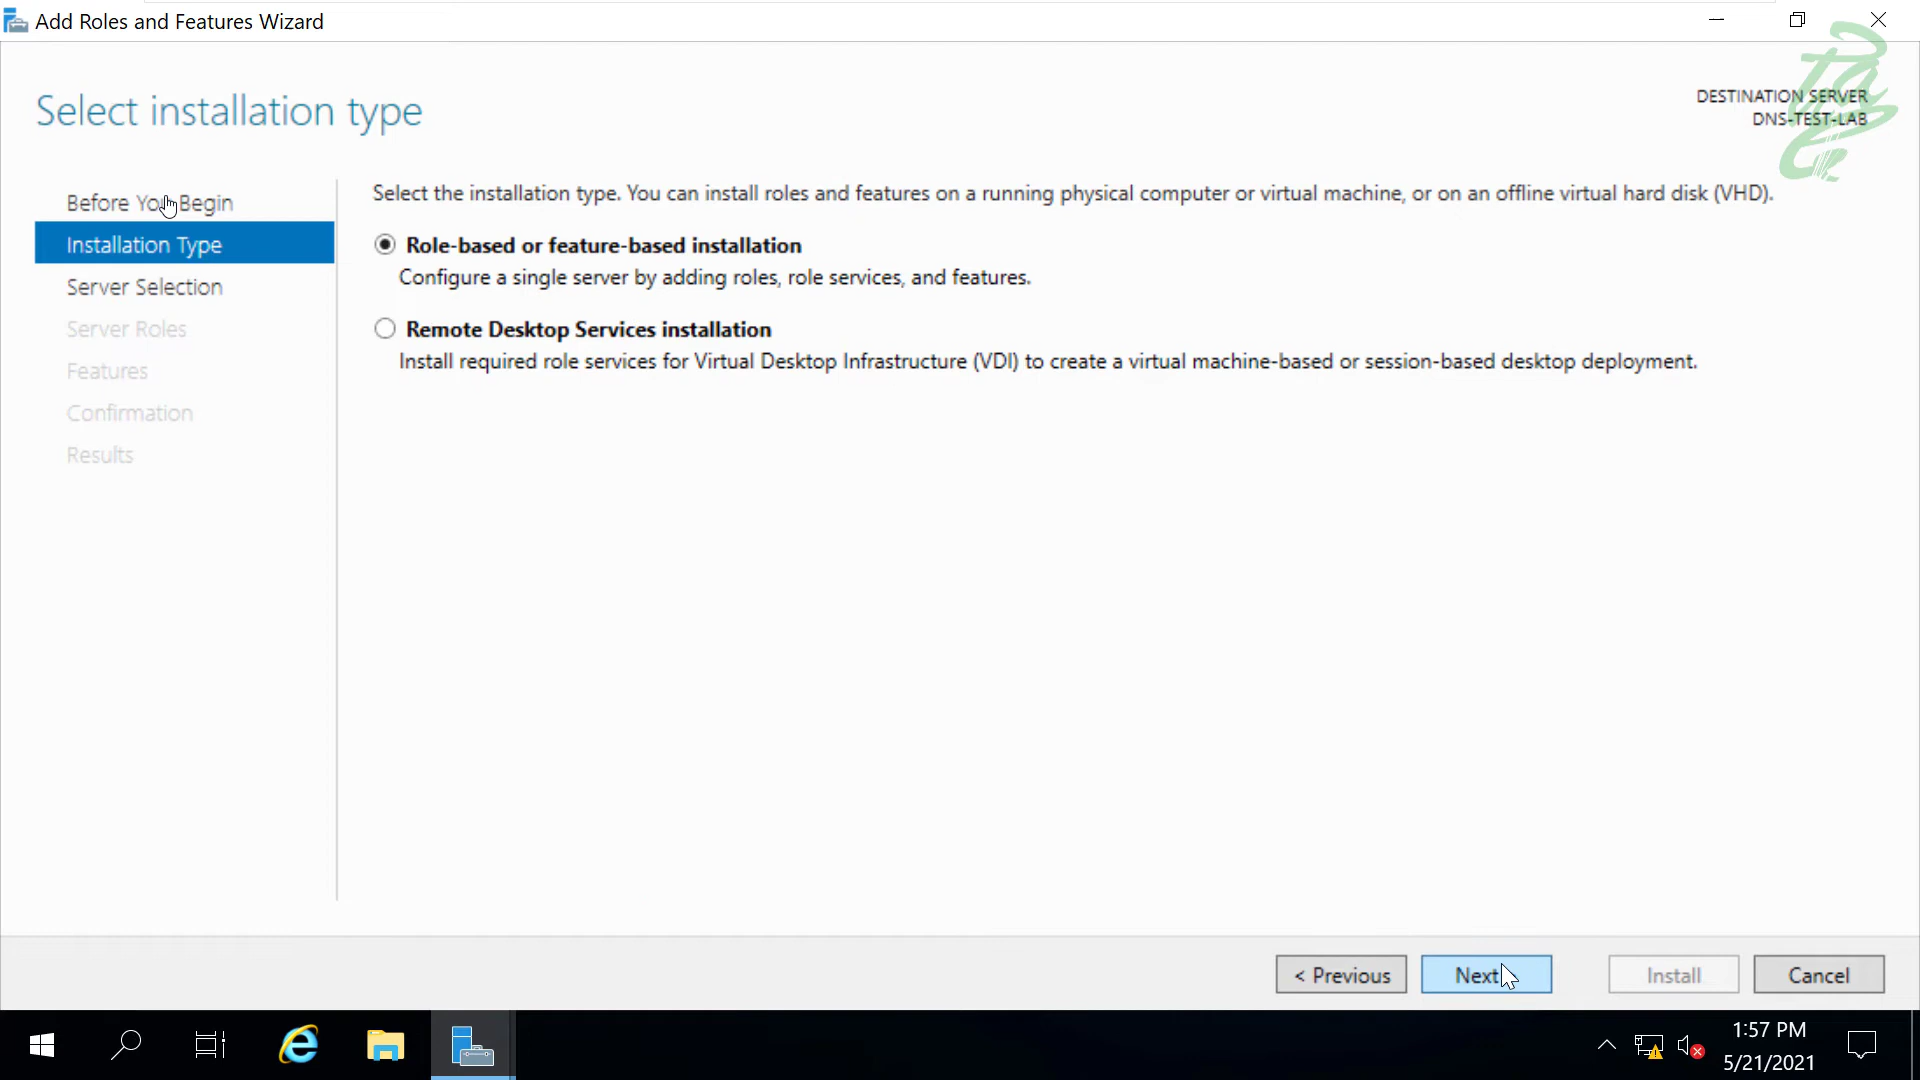 Add Roles and Features Wizard
Select installation type
DESTINATION SERVER
DNS-TEST-LAB
Before You Begin
Installation Type
Server Selection
Server Roles
Features
Confirmation
Results
Select the installation type. You can install roles and features on a running physical computer or virtual machine, or on an offline virtual hard disk (VHD).
Role-based or feature-based installation
Configure a single server by adding roles, role services, and features.
Remote Desktop Services installation
Install required role services for Virtual Desktop Infrastructure (VDI) to create a virtual machine-based or session-based desktop deployment.
< Previous
Next
Install
Cancel
1:57 PM
5/21/2021